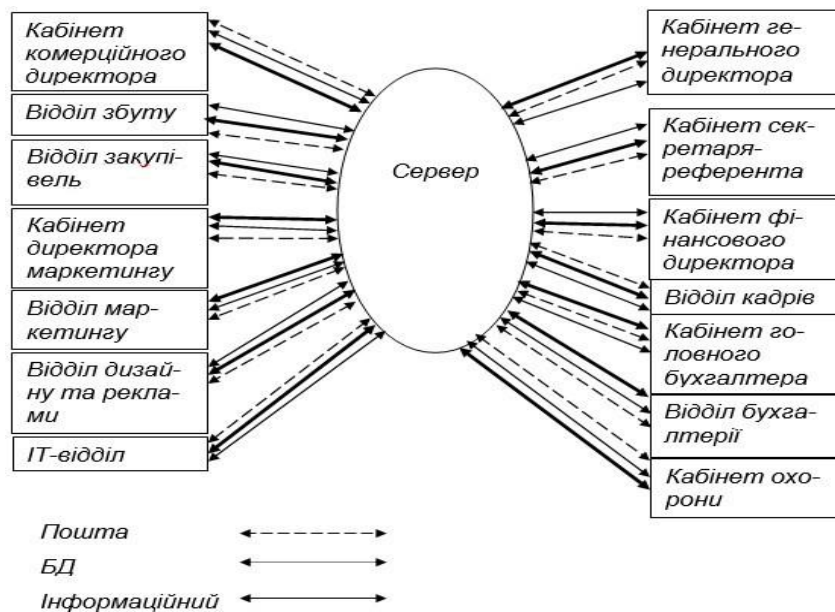 Кабінет
комерційного
директора
Відділ збуту
Відділ закупі-
вель
Кабінет
директора
маркетингу
Відділ мар-
кетингу
Відділ дизай-
ну та рекла-
ми
ІТ-відділ
Сервер
Кабінет ге-
нерального
директора
Кабінет сек-
ретаря-
референта
Кабінет фі-
нансового
директора
Відділ кадрів
Кабінет го-
ловного
бухгалтера
Відділ бухга-
лтерії
Кабінет охо-
рони
Пошта
БД
Інформаційний